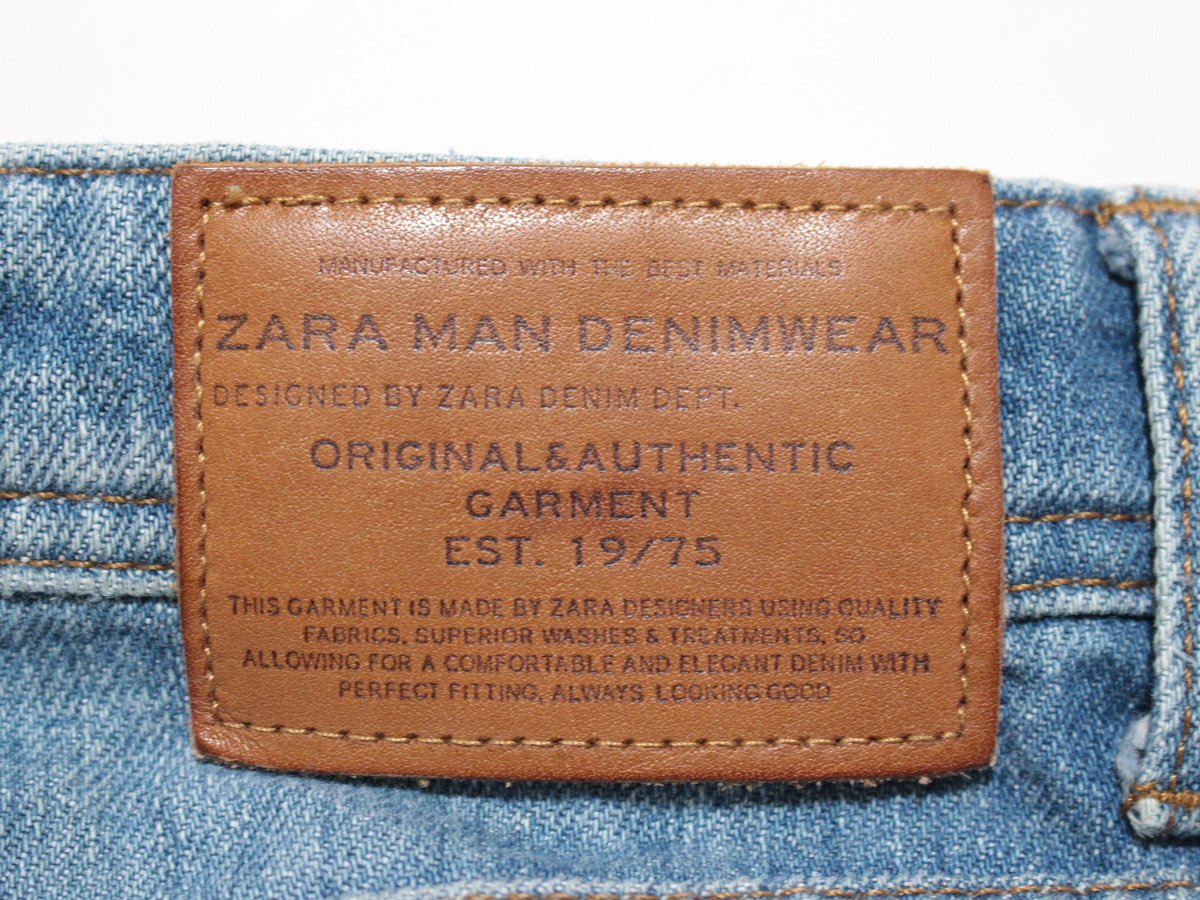 MANUFACTURED WITH THE BEST MATERIALS
ZARA MAN DENIMWEAR
DESIGNED BY ZARA DENIM DEPT.
ORIGINAL&AUTHENTIC
GARMENT
EST. 19/75
THIS GARMENT IS MADE BY ZARA DESIGNERS USING QUALITY
FABRICS, SUPERIOR WASHES & TREATMENTS, SO
ALLOWING FOR A COMFORTABLE AND ELEGANT DENIM WITH
PERFECT FITTING, ALWAYS LOOKING GOOD